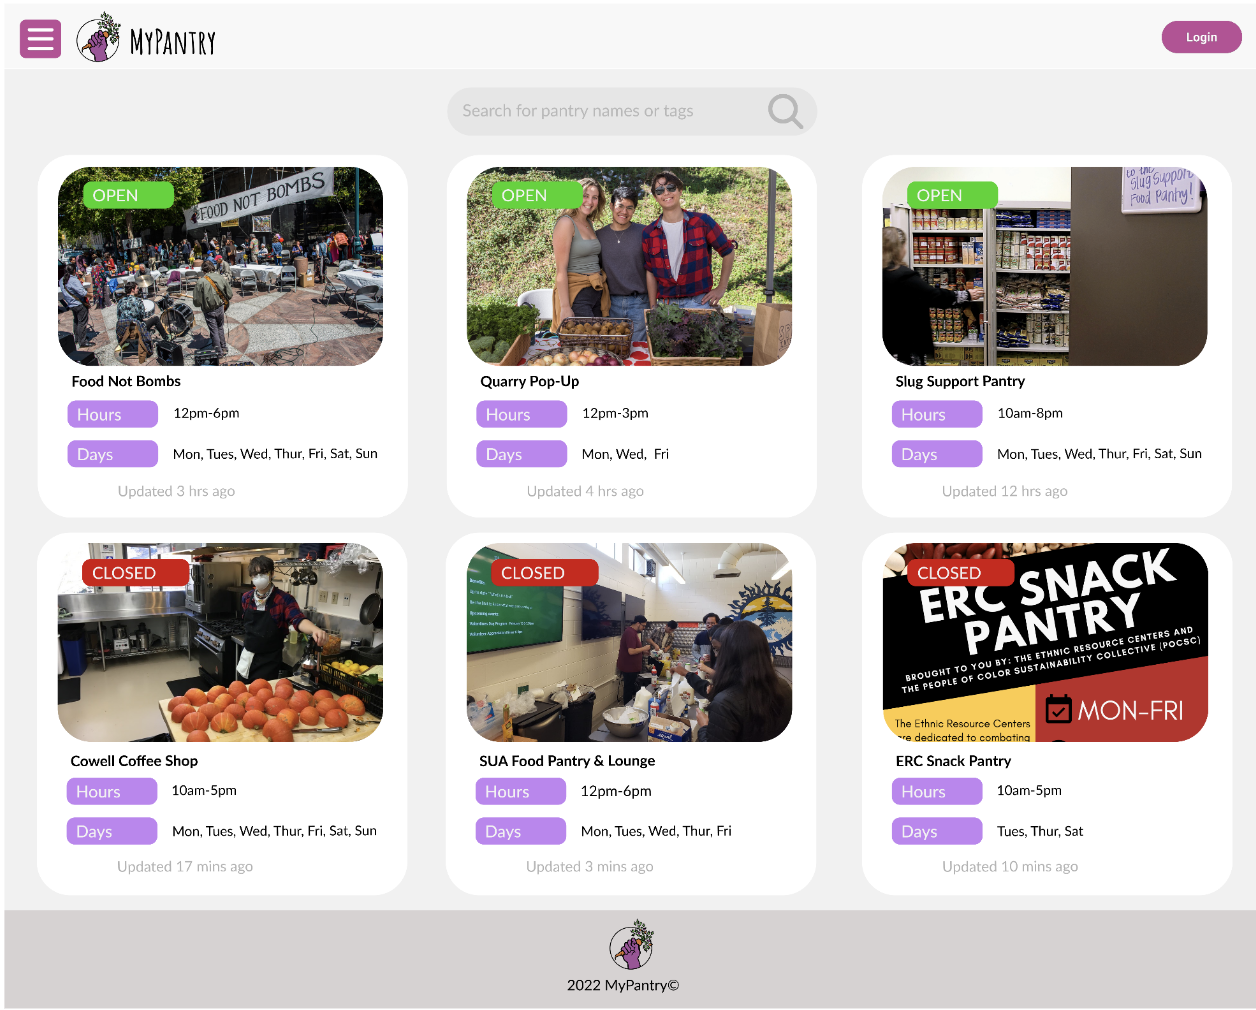 MYPANTRY
Login
Search for pantry names or tags
OPEN
FOOD NOT BOMBS
Food Not Bombs
Hours 12pm-6pm
Days Mon, Tues, Wed, Thur, Fri, Sat, Sun
Updated 3 hrs ago
OPEN
Quarry Pop-Up
Hours 12pm-3pm
Days Mon, Wed, Fri
Updated 4 hrs ago
OPEN
to the
Slug Support
Food Pantry!
Slug Support Pantry
Hours 10am-8pm
Days Mon, Tues, Wed, Thur, Fri, Sat, Sun
Updated 12 hrs ago
CLOSED
Cowell Coffee Shop
Hours 10am-5pm
Days Mon, Tues, Wed, Thur, Fri, Sat, Sun
Updated 17 mins ago
CLOSED
SUA Food Pantry & Lounge
Hours 12pm-6pm
Days Mon, Tues, Wed, Thur, Fri
Updated 3 mins ago
CLOSED
ERC SNACK
PANTRY
BROUGHT TO YOU BY: THE ETHNIC RESOURCE CENTERS AND
THE PEOPLE OF COLOR SUSTAINABILITY COLLECTIVE (POCSC)
MON-FRI
The Ethnic Resource Centers
are dedicated to combating
ERC Snack Pantry
Hours 10am-5pm
Days Tues, Thur, Sat
Updated 10 mins ago
2022 MyPantry©